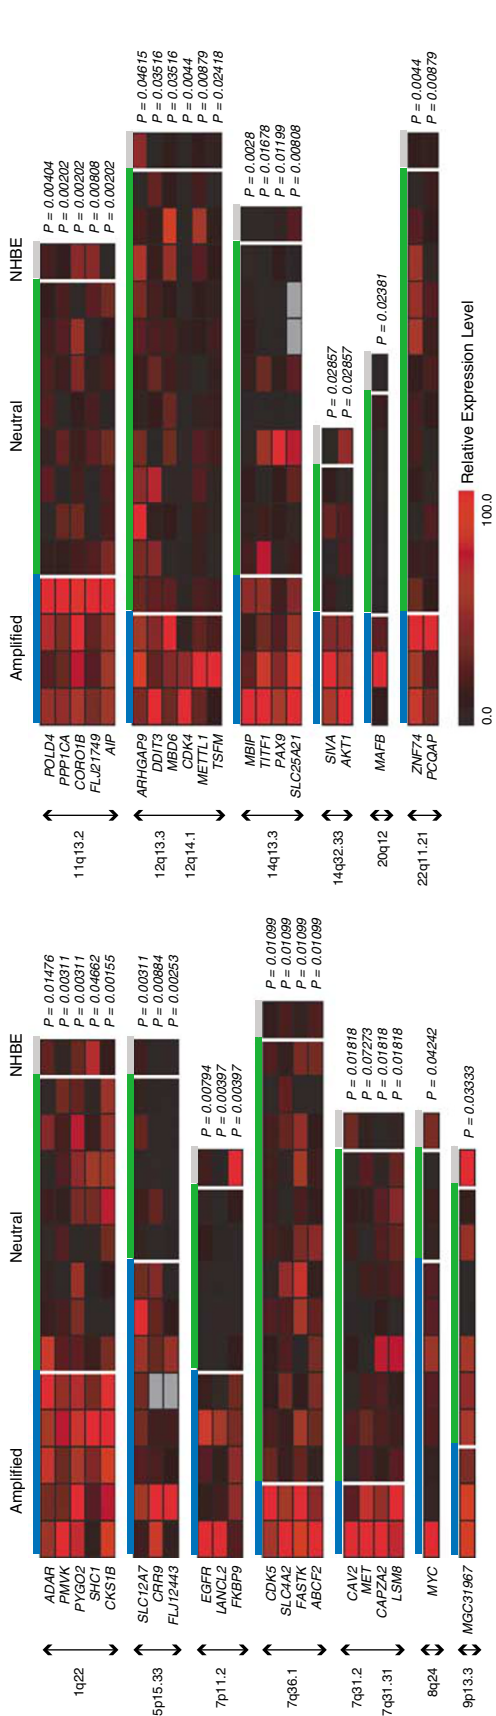 Amplified Neutral NHBE
1q22
ADAR P = 0.01476
PMVK P = 0.00311
PYGO2 P = 0.00311
SHC1 P = 0.04662
CKS1B P = 0.00155
5p15.33
SLC12A7 P = 0.00311
CRR9 P = 0.00884
FLJ12443 P = 0.00253
7p11.2
EGFR P = 0.00794
LANCL2 P = 0.00397
FKBP9 P = 0.00397
7q36.1
CDK5 P = 0.01099
SLC4A2 P = 0.01099
FASTK P = 0.01099
ABCF2 P = 0.01099
7q31.2
7q31.31
CAV2 P = 0.01818
MET P = 0.07273
CAPZA2 P = 0.01818
LSM8 P = 0.01818
8q24
MYC P = 0.04242
9p13.3
MGC31967 P = 0.03333
Amplified Neutral NHBE
11q13.2
POLD4 P = 0.00404
PPP1CA P = 0.00202
CORO1B P = 0.00202
FLJ21749 P = 0.00808
AIP P = 0.00202
12q13.3
12q14.1
ARHGAP9 P = 0.04615
DDIT3 P = 0.03516
MBD6 P = 0.03516
CDK4 P = 0.0044
METTL1 P = 0.00879
TSFM P = 0.02418
14q13.3
MBIP P = 0.0028
TITF1 P = 0.01678
PAX9 P = 0.01199
SLC25A21 P = 0.00808
14q32.33
SIVA P = 0.02857
AKT1 P = 0.02857
20q12
MAFB P = 0.02381
22q11.21
ZNF74 P = 0.0044
PCQAP P = 0.00879
Relative Expression Level
0.0 100.0